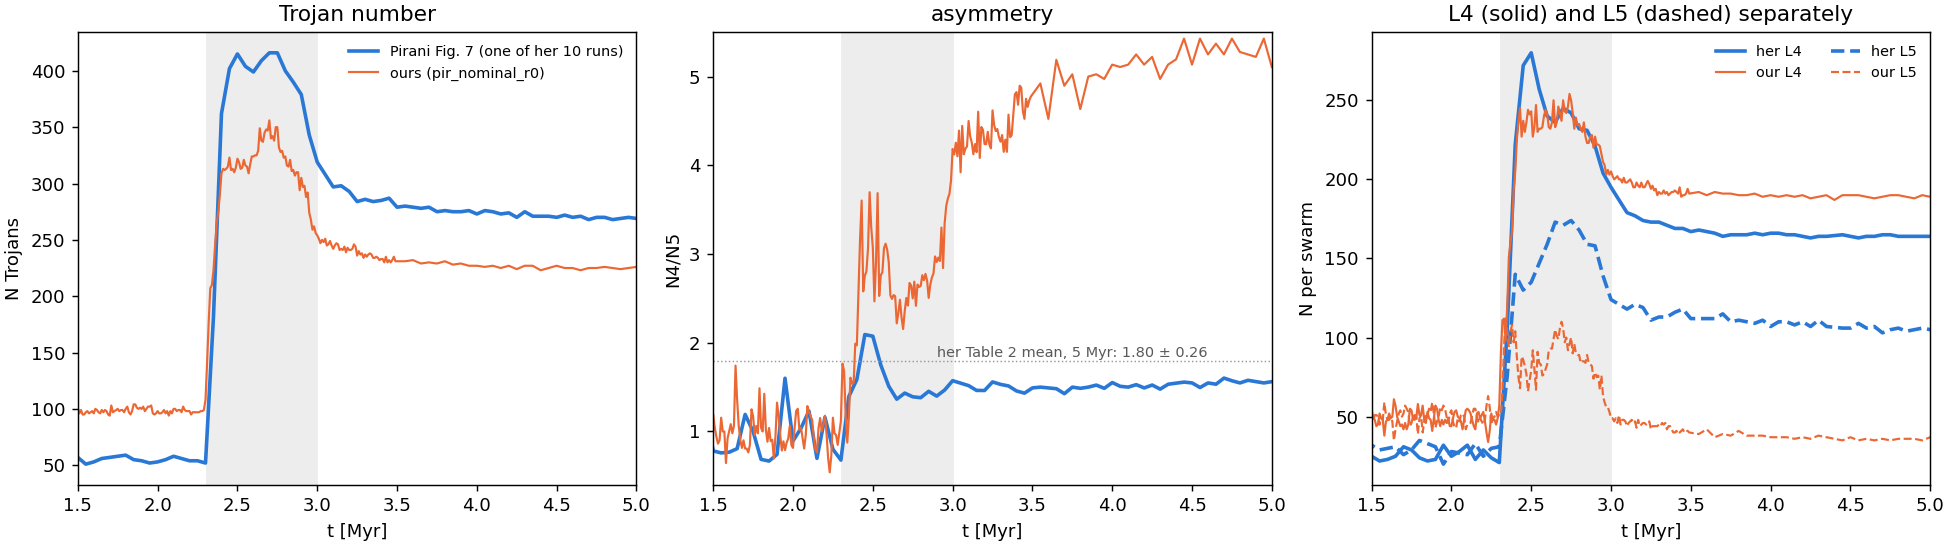 Trojan number
400
350
300
250
200
150
100
50
N Trojans
1.5
2.0
2.5
3.0
3.5
4.0
4.5
5.0
t [Myr]
Pirani Fig. 7 (one of her 10 runs)
ours (pir_nominal_r0)
asymmetry
5
4
3
2
1
N4/N5
her Table 2 mean, 5 Myr: 1.80 ± 0.26
1.5
2.0
2.5
3.0
3.5
4.0
4.5
5.0
t [Myr]
L4 (solid) and L5 (dashed) separately
250
200
150
100
50
N per swarm
her L4
our L4
her L5
our L5
1.5
2.0
2.5
3.0
3.5
4.0
4.5
5.0
t [Myr]